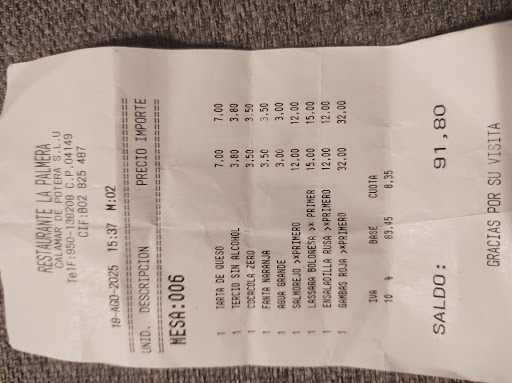 RESTAURANTE LA PALMERA
CALAMAR DE POTERA S.L.U
Telf:950 138208 C.P.04149
CIF:B02 825 487
18-AGO-2025 15:37 M:02
UNID. DESCRIPCION PRECIO IMPORTE
MESA:006
1 TARTA DE QUESO 7,00 7,00
1 TERCIO SIN ALCOHOL 3,80 3,80
1 COCACOLA ZERO 3,50 3,50
1 FANTA NARANJA 3,50 3,50
1 AGUA GRANDE 3,00 3,00
1 SALMOREJO >*PRIMERO 12,00 12,00
1 LASSAÑA BOLOÑESA >* PRIMER 15,00 15,00
1 ENSALADILLA RUSA >*PRIMERO 12,00 12,00
1 GAMBAS ROJA >*PRIMERO 32,00 32,00
IVA BASE CUOTA
10 % 83,45 8,35
SALDO: 91,80
GRACIAS POR SU VISITA